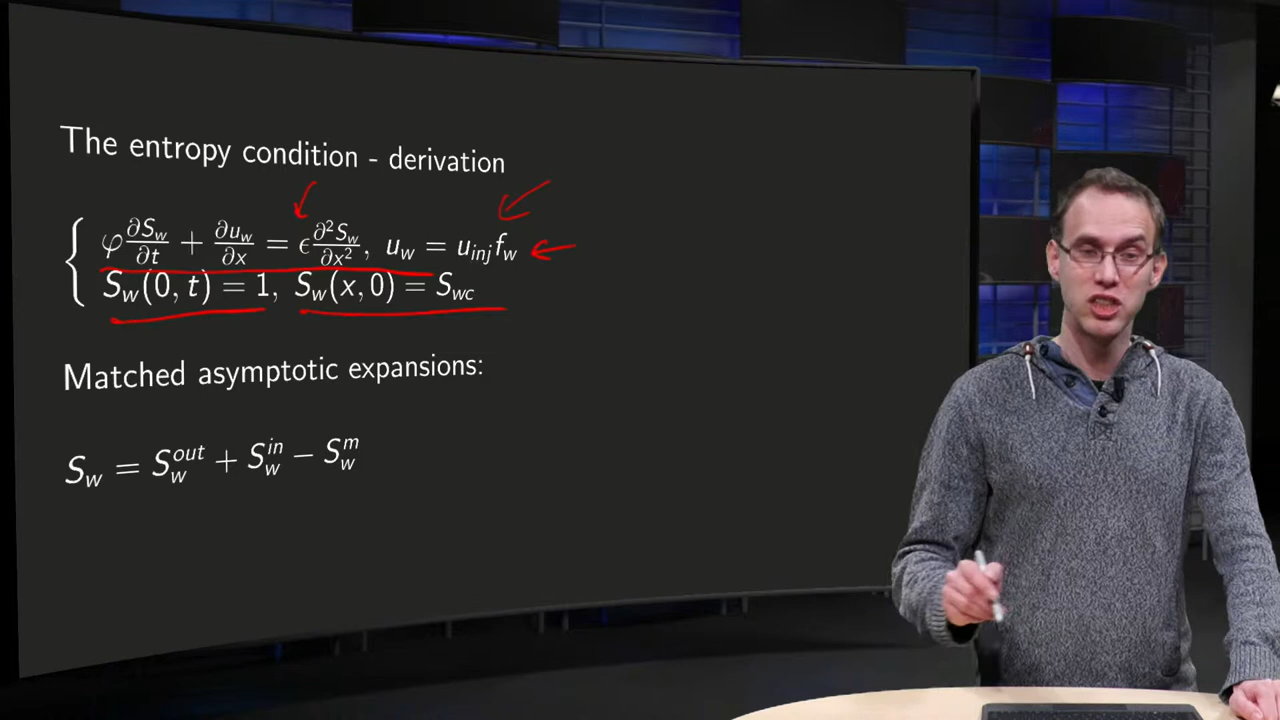 The entropy condition - derivation
φ ∂S_w/∂t + ∂u_w/∂x = ϵ ∂²S_w/∂x², u_w = u_inj f_w
S_w(0, t) = 1, S_w(x, 0) = S_wc
Matched asymptotic expansions:
S_w = S_w^out + S_w^in − S_w^m